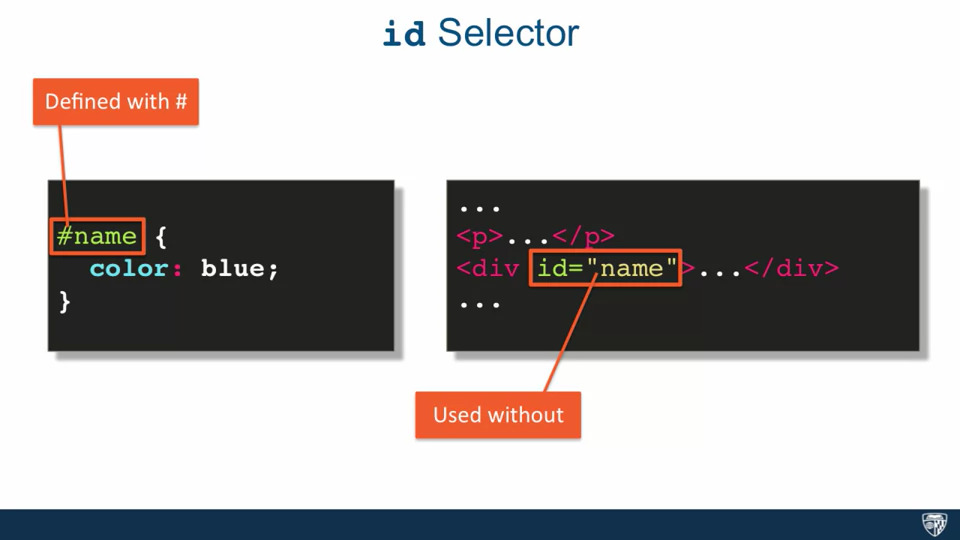 id Selector
Defined with #
#name {
color: blue;
}
...
<p>...</p>
<div id="name">...</div>
...
Used without